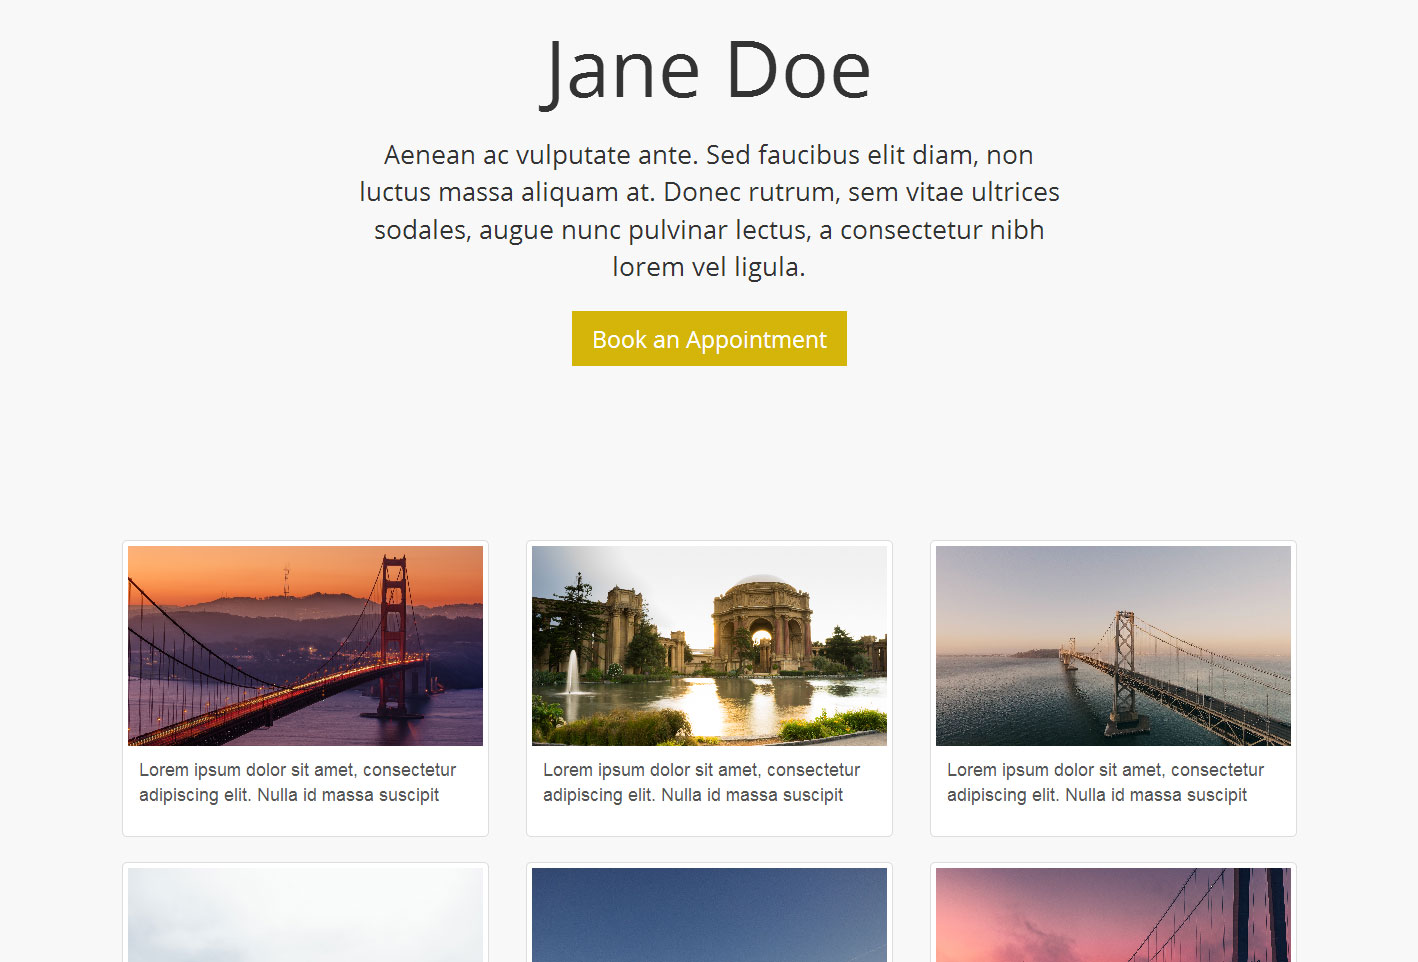 Jane Doe
Aenean ac vulputate ante. Sed faucibus elit diam, non
luctus massa aliquam at. Donec rutrum, sem vitae ultrices
sodales, augue nunc pulvinar lectus, a consectetur nibh
lorem vel ligula.
Book an Appointment
Lorem ipsum dolor sit amet, consectetur
adipiscing elit. Nulla id massa suscipit
Lorem ipsum dolor sit amet, consectetur
adipiscing elit. Nulla id massa suscipit
Lorem ipsum dolor sit amet, consectetur
adipiscing elit. Nulla id massa suscipit